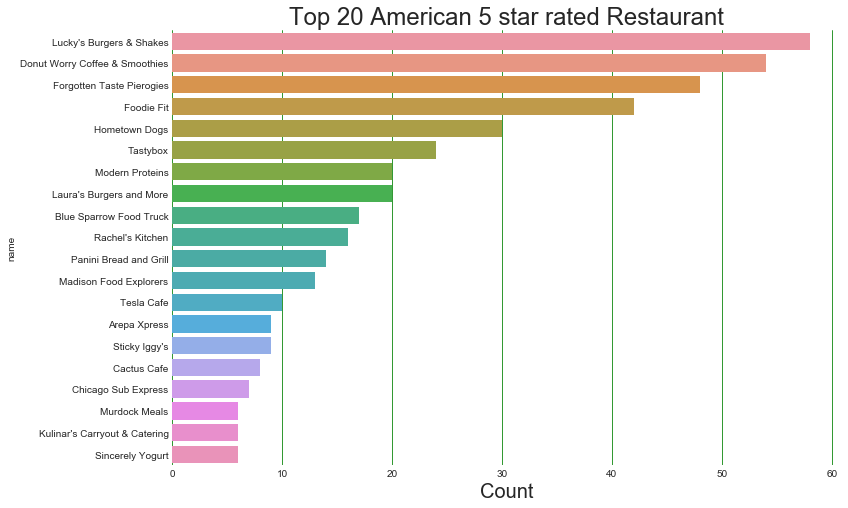 Top 20 American 5 star rated Restaurant
name
Lucky's Burgers & Shakes
Donut Worry Coffee & Smoothies
Forgotten Taste Pierogies
Foodie Fit
Hometown Dogs
Tastybox
Modern Proteins
Laura's Burgers and More
Blue Sparrow Food Truck
Rachel's Kitchen
Panini Bread and Grill
Madison Food Explorers
Tesla Cafe
Arepa Xpress
Sticky Iggy's
Cactus Cafe
Chicago Sub Express
Murdock Meals
Kulinar's Carryout & Catering
Sincerely Yogurt
0 10 20 30 40 50 60
Count